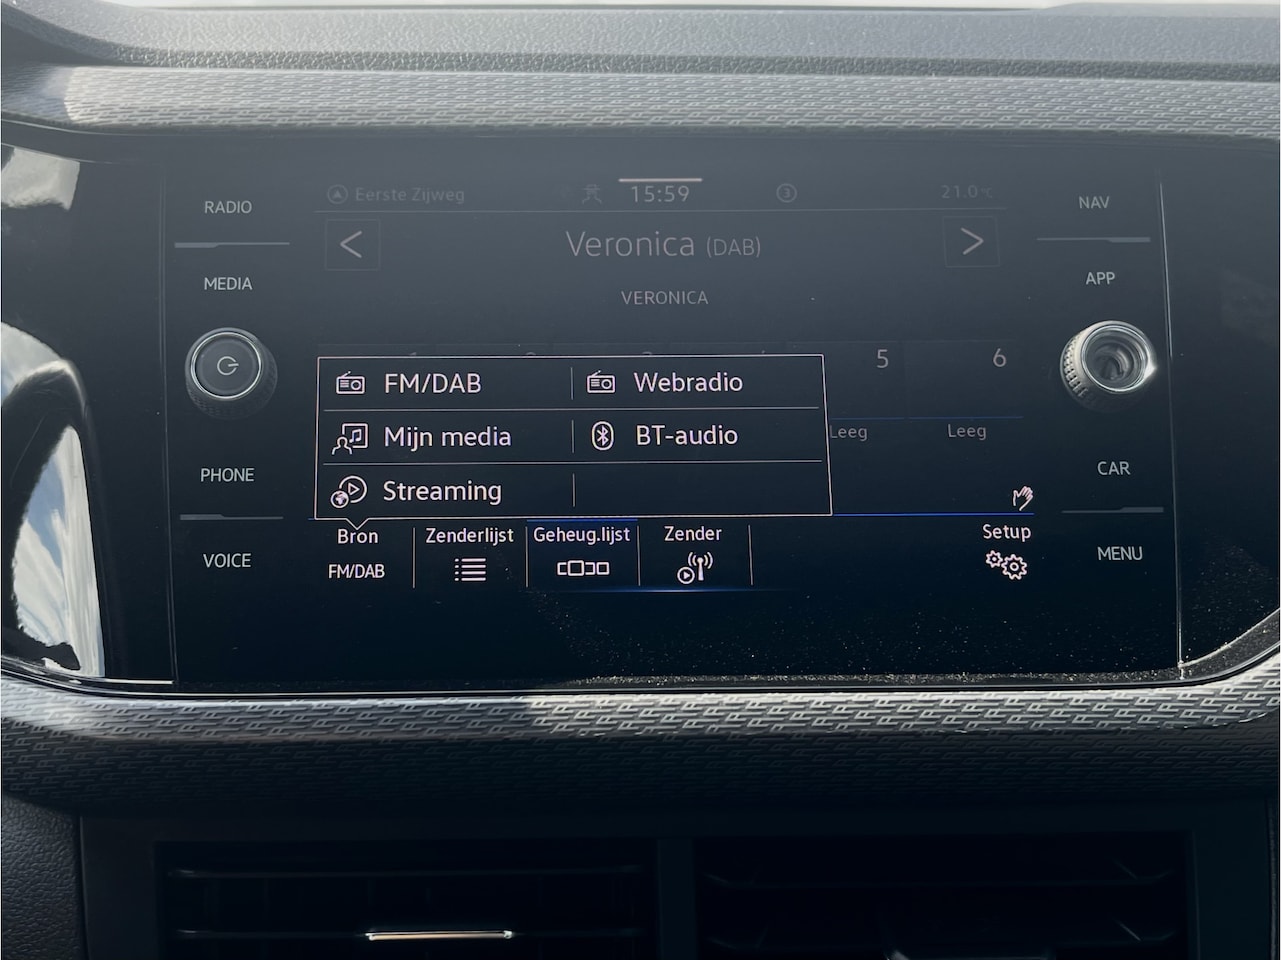 RADIO
MEDIA
PHONE
VOICE
Eerste Zijweg
15:59
3
21.0°C
Veronica (DAB)
VERONICA
5
6
Leeg
Leeg
FM/DAB
Webradio
Mijn media
BT-audio
Streaming
Bron
FM/DAB
Zenderlijst
Geheug.lijst
Zender
Setup
NAV
APP
CAR
MENU